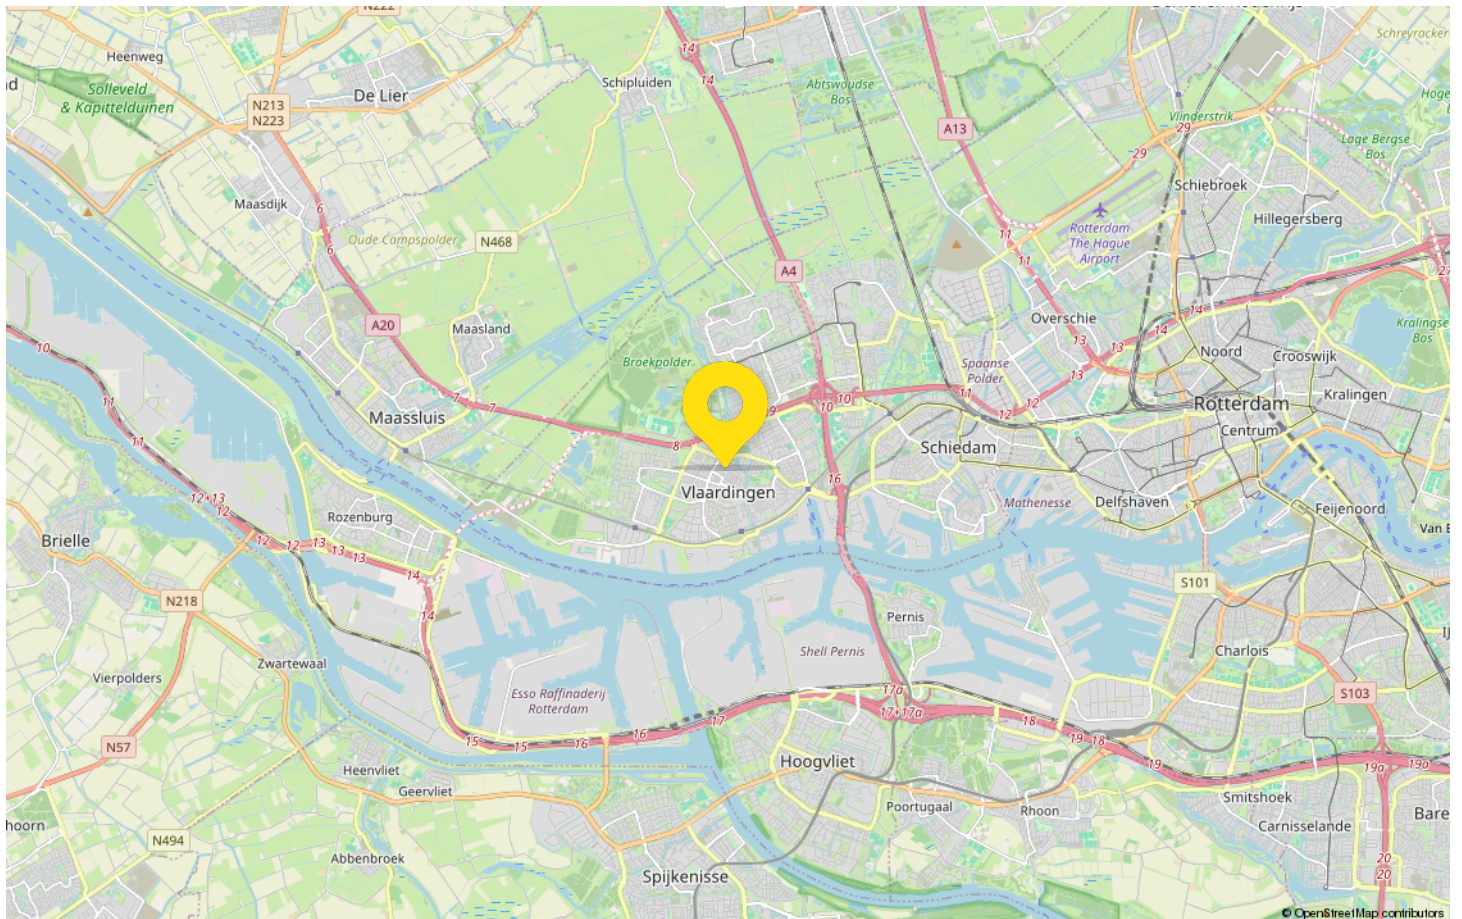 N222
Heenweg
De Lier
Solleveld
& Kapittelduinen
N213
N223
Schipluiden
14
14
Abtswoudse
Bos
A13
Schreyracker
Hoge
Vlinderstrik
29
29
Lage Bergse
Bos
Schiebroek
Hillegersberg
Maasdijk
6
6
Oude Campspolder
N468
Rotterdam
The Hague
Airport
11
11
A4
27
14
14
A20
Maasland
Overschie
13
13
13
Kralingse
Bos
Noord
Crooswijk
10
Broekpolder
Spaanse
Polder
11
11
12
12
Kralingen
Rotterdam
Centrum
7
7
9
10
10
Maassluis
8
Schiedam
16
Vlaardingen
Mathenesse
Delfshaven
Feijenoord
12+13
12
Rozenburg
Brielle
12
12
13
13
13
14
14
S101
N218
Pernis
Shell Pernis
Charlois
Zwartewaal
Vierpolders
Esso Raffinaderij
Rotterdam
17a
17+17a
S103
N57
15
15
16
16
17
18
19
18
19
19a
19a
Heenvliet
Geervliet
Hoogvliet
Poortugaal
Rhoon
Smitshoek
Carnisselande
Bare
hoorn
N494
Abbenbroek
Spijkenisse
20
20
© OpenStreetMap contributors